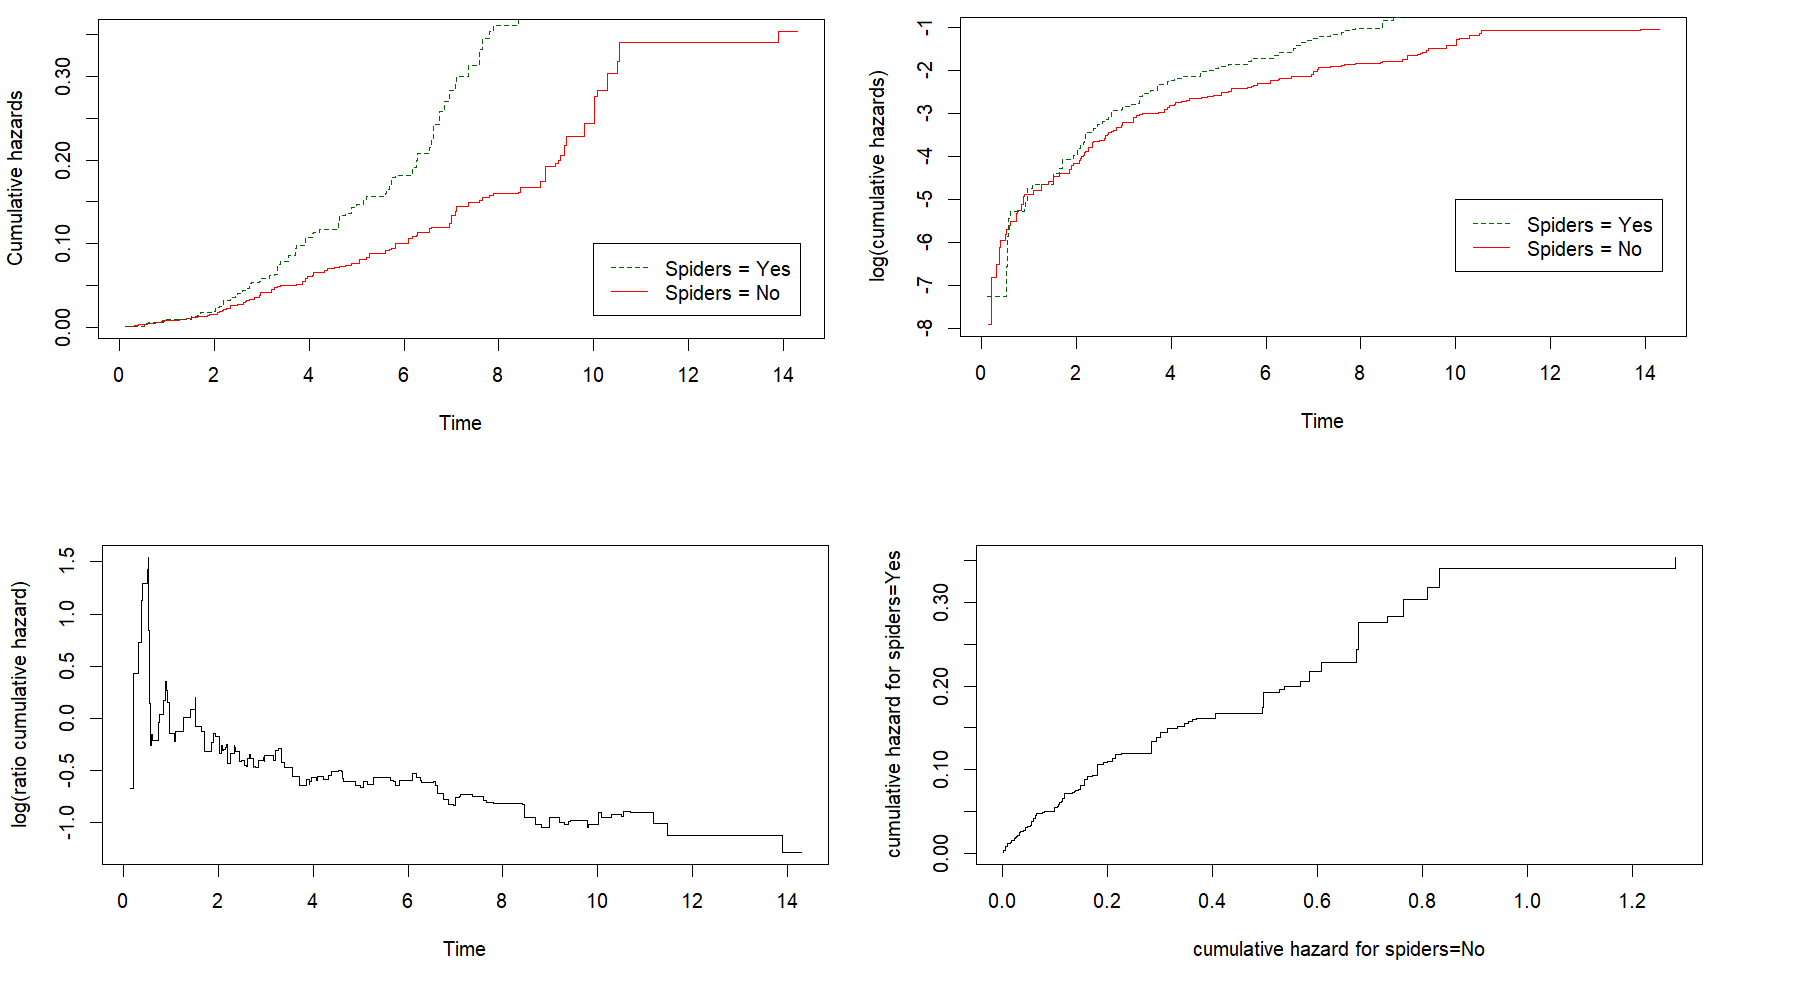 Cumulative hazards
0.00 0.10 0.20 0.30
0 2 4 6 8 10 12 14
Time
Spiders = Yes
Spiders = No
log(cumulative hazards)
-8 -7 -6 -5 -4 -3 -2 -1
0 2 4 6 8 10 12 14
Time
Spiders = Yes
Spiders = No
log(ratio cumulative hazard)
-1.0 -0.5 0.0 0.5 1.0 1.5
0 2 4 6 8 10 12 14
Time
cumulative hazard for spiders=Yes
0.00 0.10 0.20 0.30
0.0 0.2 0.4 0.6 0.8 1.0 1.2
cumulative hazard for spiders=No